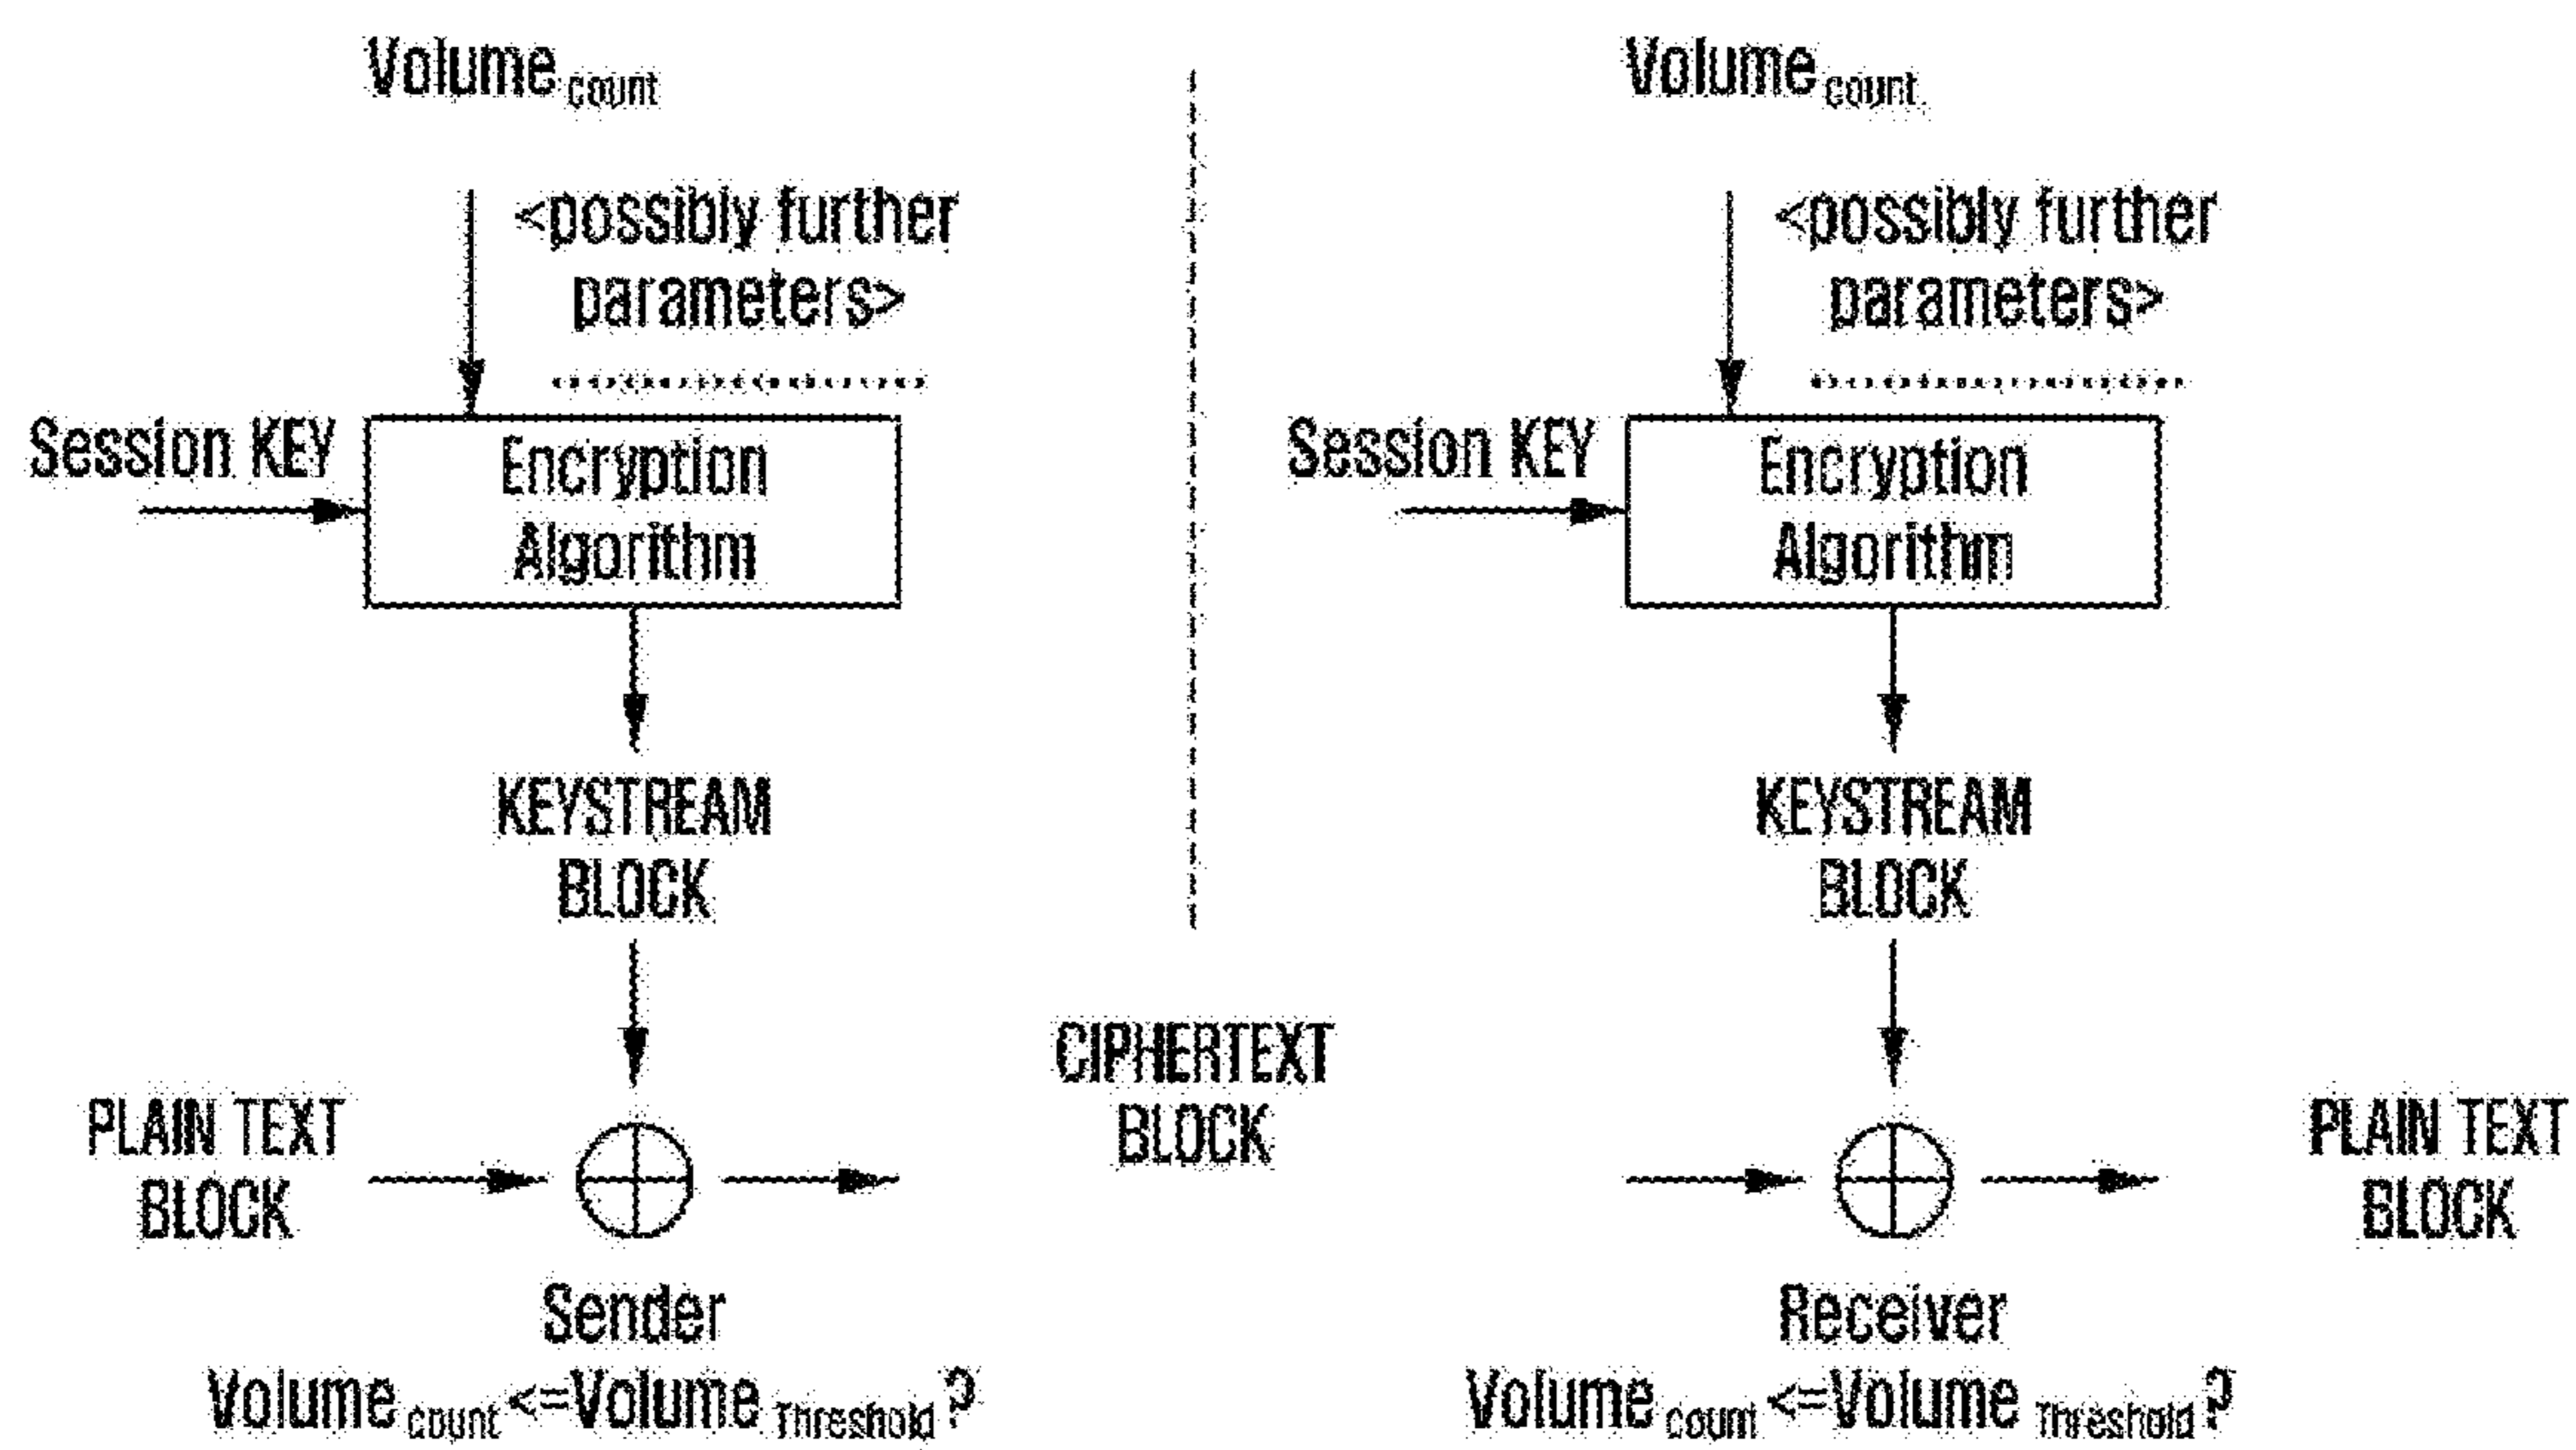 Volume count
<possibly further
parameters>
Session KEY
Encryption
Algorithm
KEYSTREAM
BLOCK
PLAIN TEXT
BLOCK
Sender
Volume count <=Volume Threshold ?
CIPHERTEXT
BLOCK
Volume count
<possibly further
parameters>
Session KEY
Encryption
Algorithm
KEYSTREAM
BLOCK
PLAIN TEXT
BLOCK
Receiver
Volume count <=Volume Threshold ?